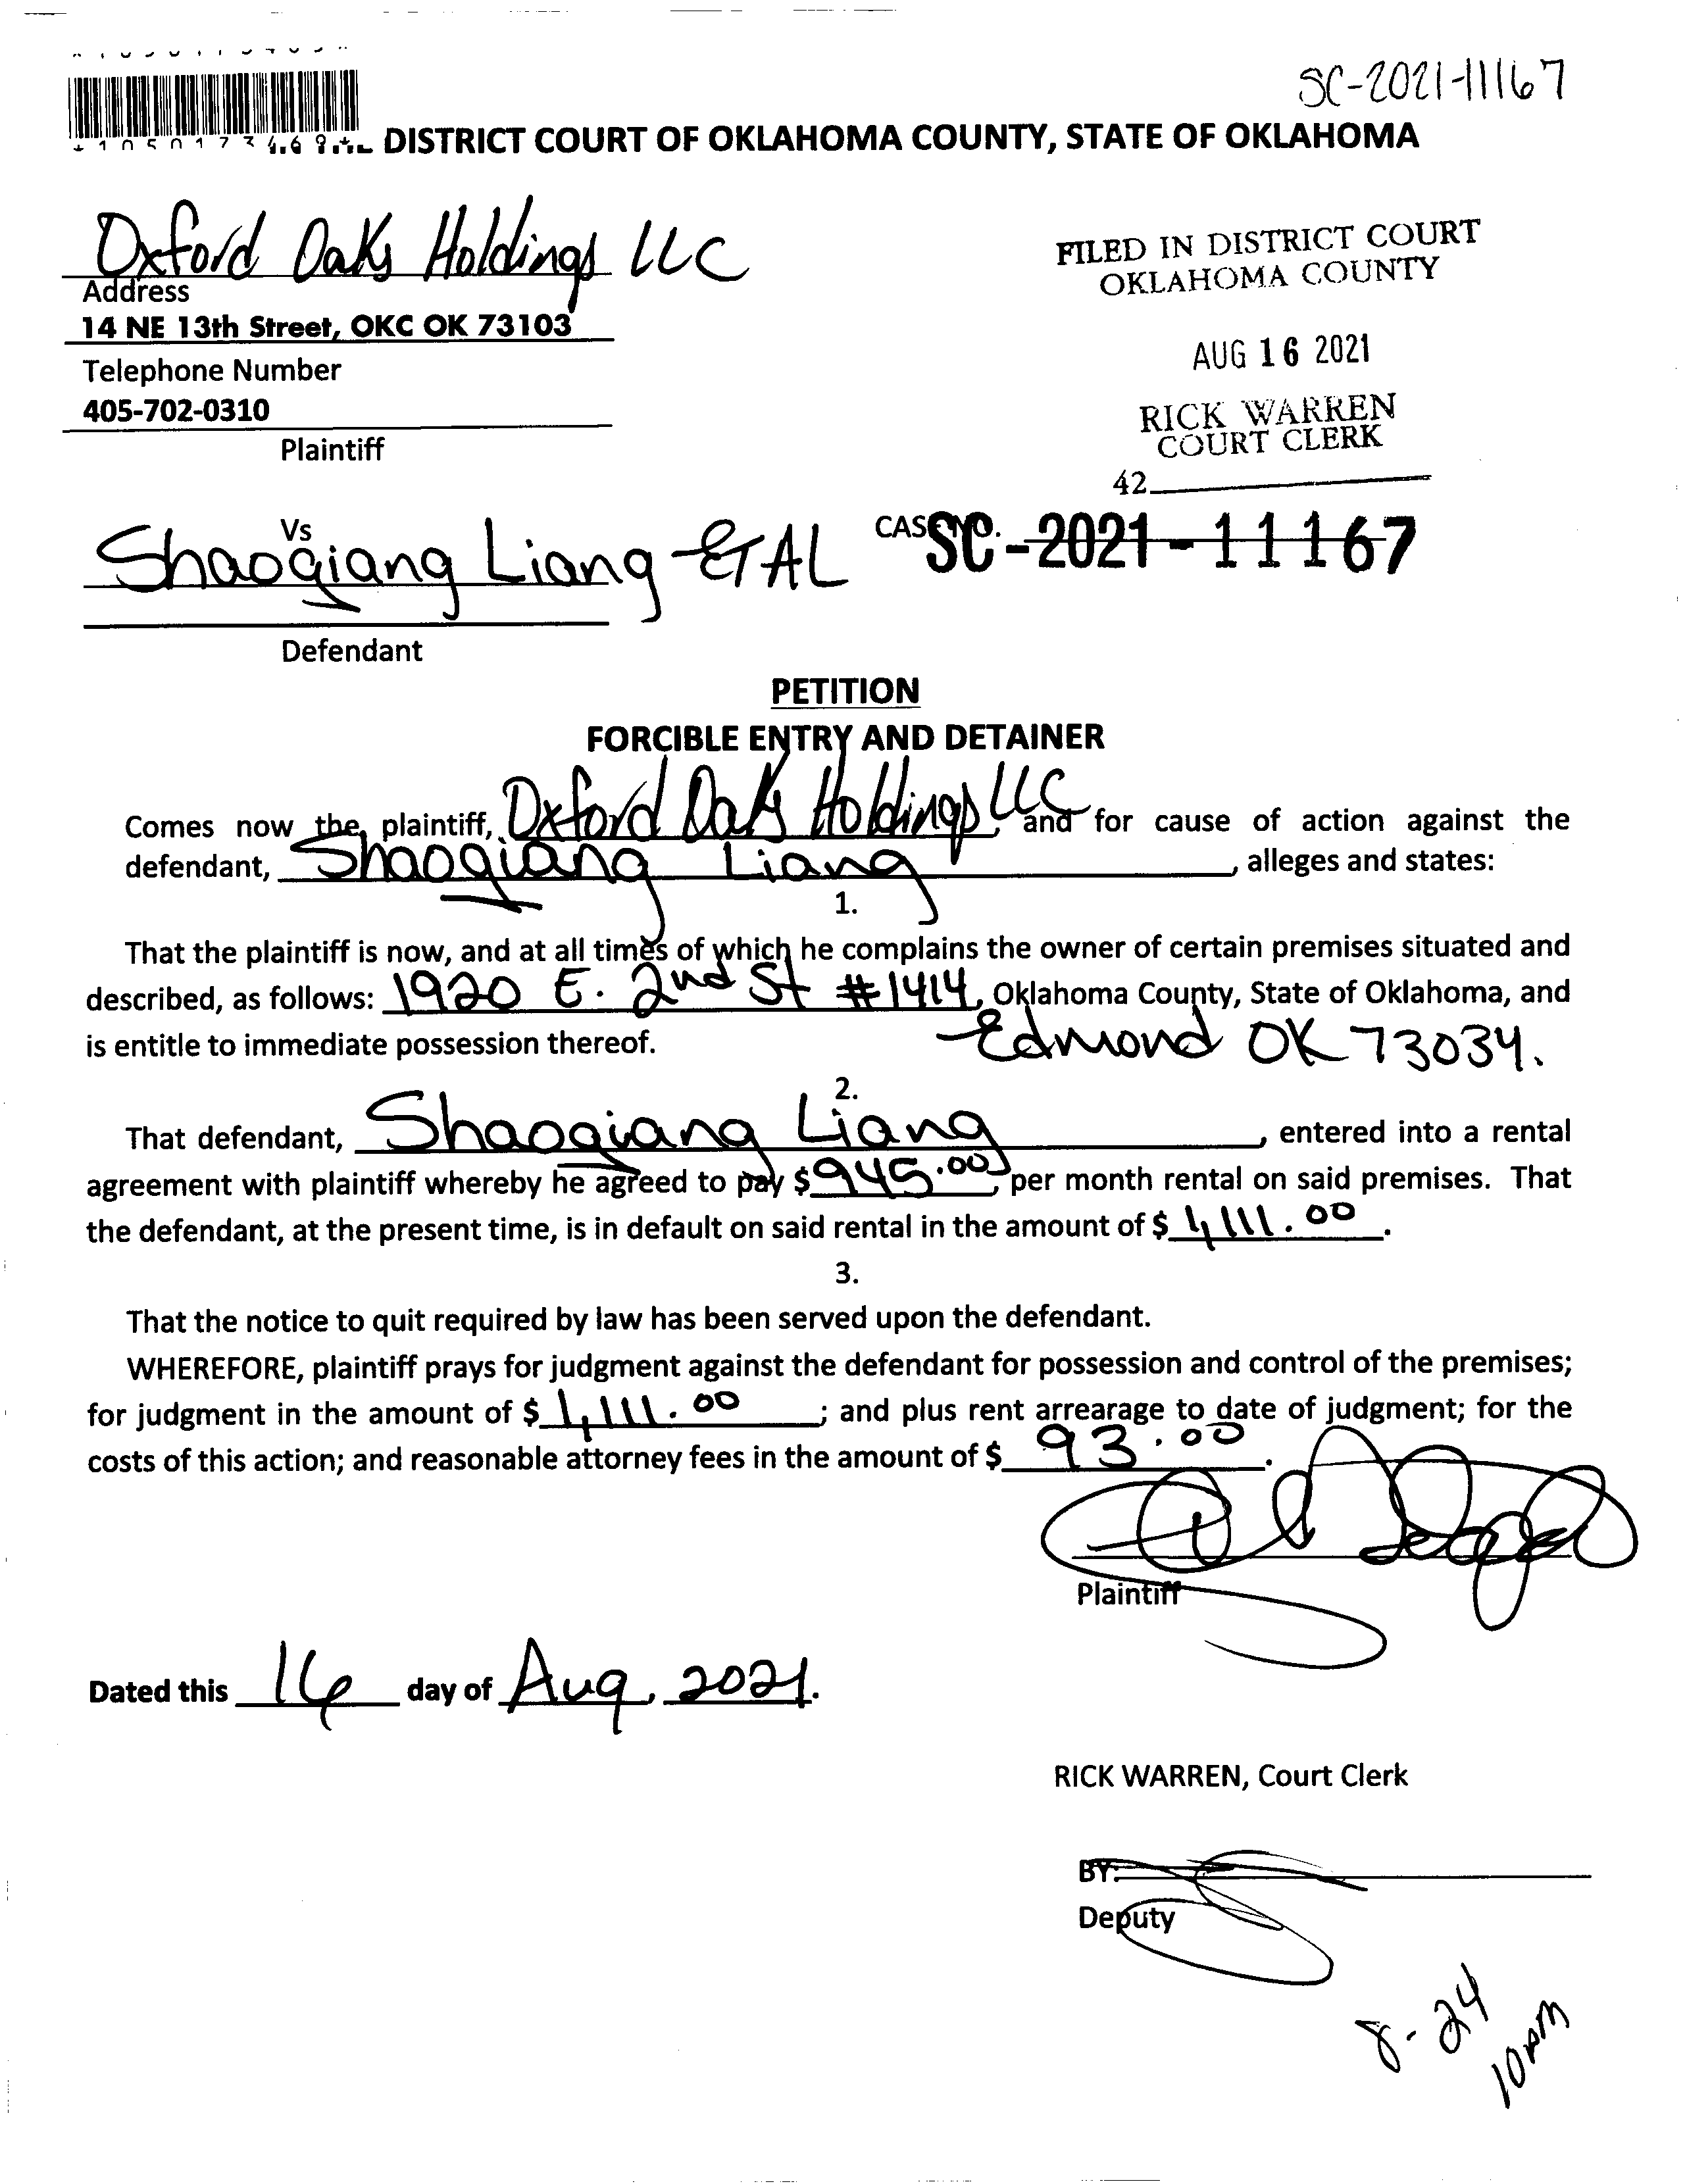 SC-2021-11167
DISTRICT COURT OF OKLAHOMA COUNTY, STATE OF OKLAHOMA
Oxford Oaks Holdings LLC
Address
14 NE 13th Street, OKC OK 73103
Telephone Number
405-702-0310
Plaintiff
FILED IN DISTRICT COURT
OKLAHOMA COUNTY
AUG 16 2021
RICK WARREN
COURT CLERK
42
Vs
Shaoqiang Liang ETAL
CASE NO. SC-2021-11167
Defendant
PETITION
FORCIBLE ENTRY AND DETAINER
Comes now the plaintiff, Oxford Oaks Holdings LLC, and for cause of action against the
defendant, Shaoqiang Liang, alleges and states:
1.
That the plaintiff is now, and at all times of which he complains the owner of certain premises situated and
described, as follows: 1920 E. 2nd St #1414, Oklahoma County, State of Oklahoma, and
is entitle to immediate possession thereof. Edmond OK 73034.
2.
That defendant, Shaoqiang Liang, entered into a rental
agreement with plaintiff whereby he agreed to pay $945.00, per month rental on said premises. That
the defendant, at the present time, is in default on said rental in the amount of $1,111.00.
3.
That the notice to quit required by law has been served upon the defendant.
WHEREFORE, plaintiff prays for judgment against the defendant for possession and control of the premises;
for judgment in the amount of $1,111.00; and plus rent arrearage to date of judgment; for the
costs of this action; and reasonable attorney fees in the amount of $93.00.
Plaintiff
Dated this 16 day of Aug, 2021.
RICK WARREN, Court Clerk
BY:
Deputy
8-24
10AM